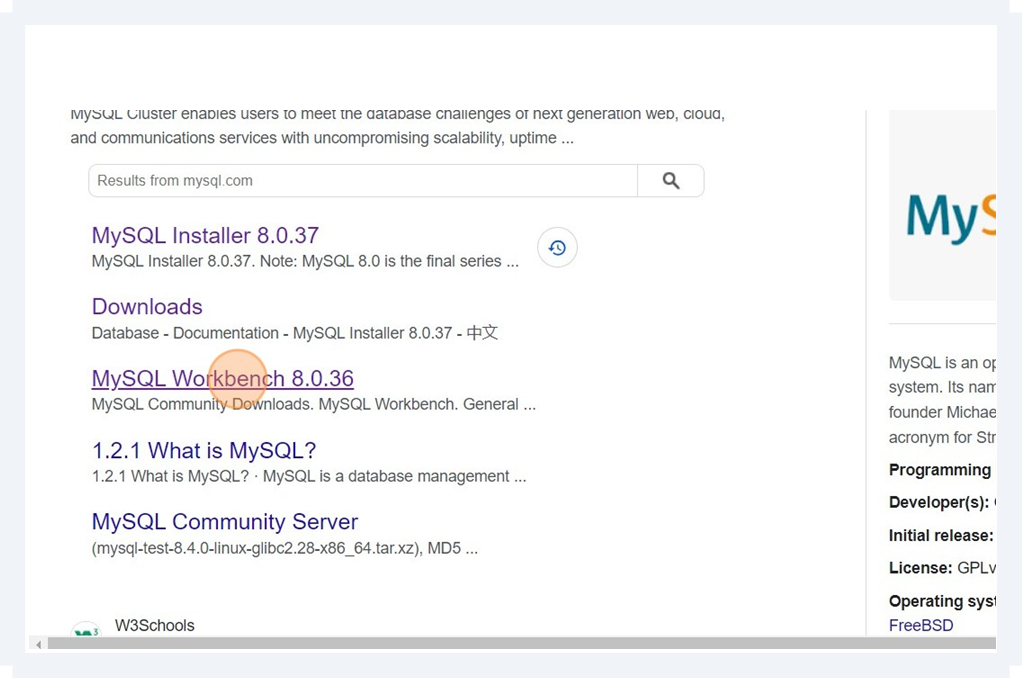 MySQL Cluster enables users to meet the database challenges of next generation web, cloud,
and communications services with uncompromising scalability, uptime ...
Results from mysql.com
MySQL Installer 8.0.37
MySQL Installer 8.0.37. Note: MySQL 8.0 is the final series ...
Downloads
Database - Documentation - MySQL Installer 8.0.37 - 中文
MySQL Workbench 8.0.36
MySQL Community Downloads. MySQL Workbench. General ...
1.2.1 What is MySQL?
1.2.1 What is MySQL? · MySQL is a database management ...
MySQL Community Server
(mysql-test-8.4.0-linux-glibc2.28-x86_64.tar.xz), MD5 ...
W3Schools
MyS
MySQL is an op
system. Its nam
founder Michae
acronym for Str
Programming
Developer(s):
Initial release:
License: GPLv
Operating syst
FreeBSD